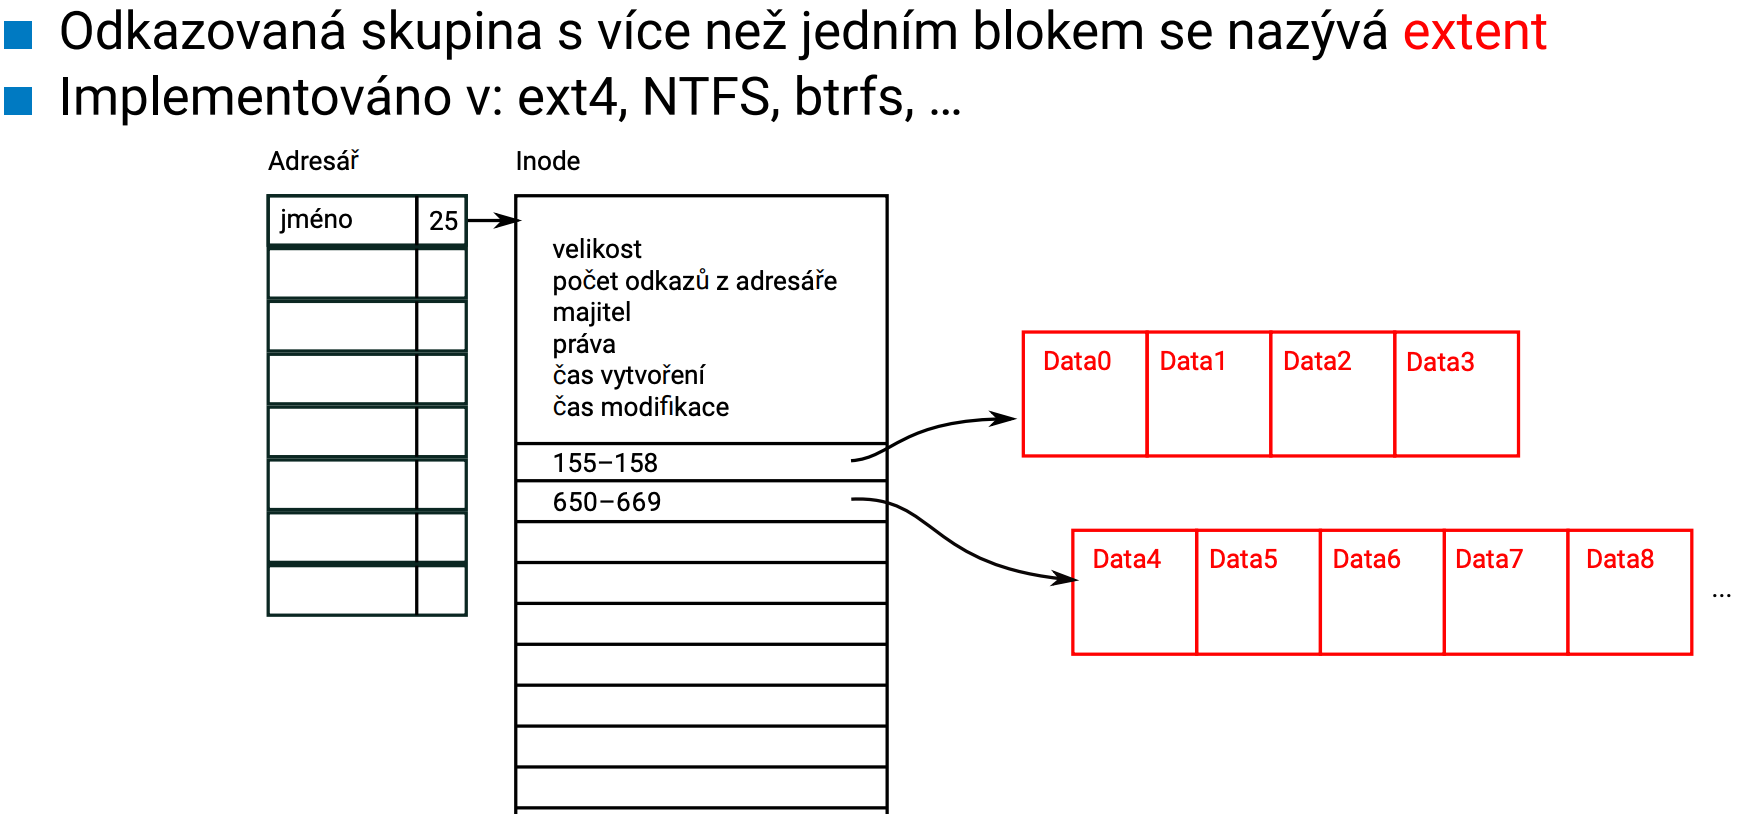 Odkazovaná skupina s více než jedním blokem se nazývá extent
Implementováno v: ext4, NTFS, btrfs, ...
Adresář
Inode
jméno
25
velikost
počet odkazů z adresáře
majitel
práva
čas vytvoření
čas modifikace
155–158
650–669
Data0 Data1 Data2 Data3
Data4 Data5 Data6 Data7 Data8 ...